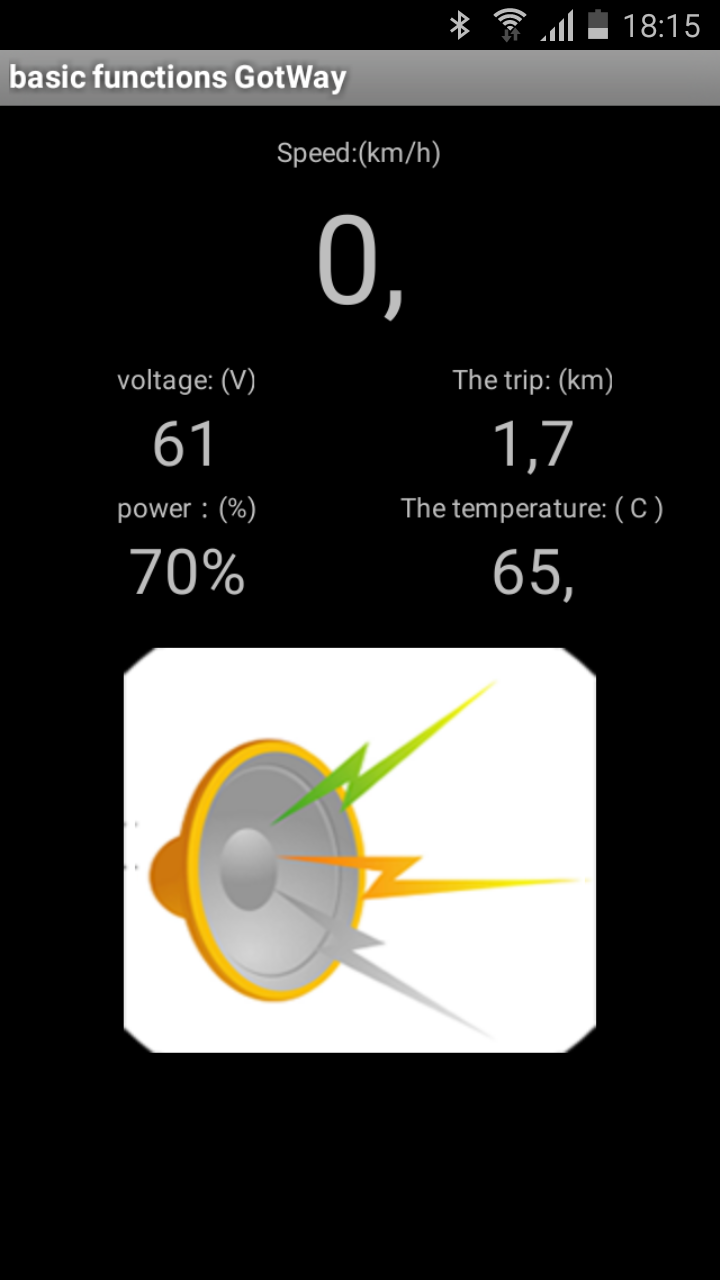 18:15
basic functions GotWay
Speed:(km/h)
0,
voltage: (V)
The trip: (km)
61
1,7
power：(%)
The temperature: ( C )
70%
65,